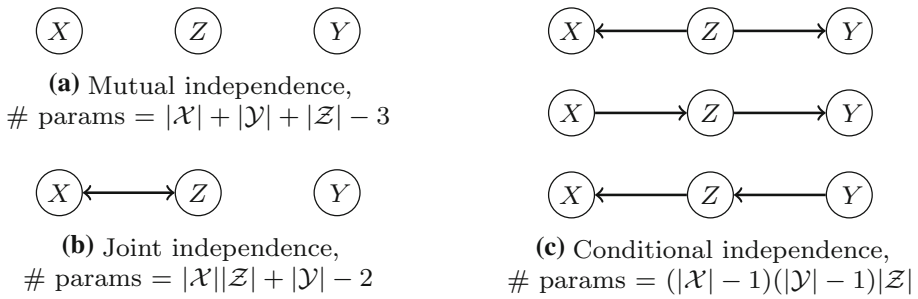 X Z Y
(a) Mutual independence,
# params = |𝒳| + |𝒴| + |𝒵| − 3
X Z Y
(b) Joint independence,
# params = |𝒳||𝒵| + |𝒴| − 2
X Z Y
X Z Y
X Z Y
(c) Conditional independence,
# params = (|𝒳| − 1)(|𝒴| − 1)|𝒵|